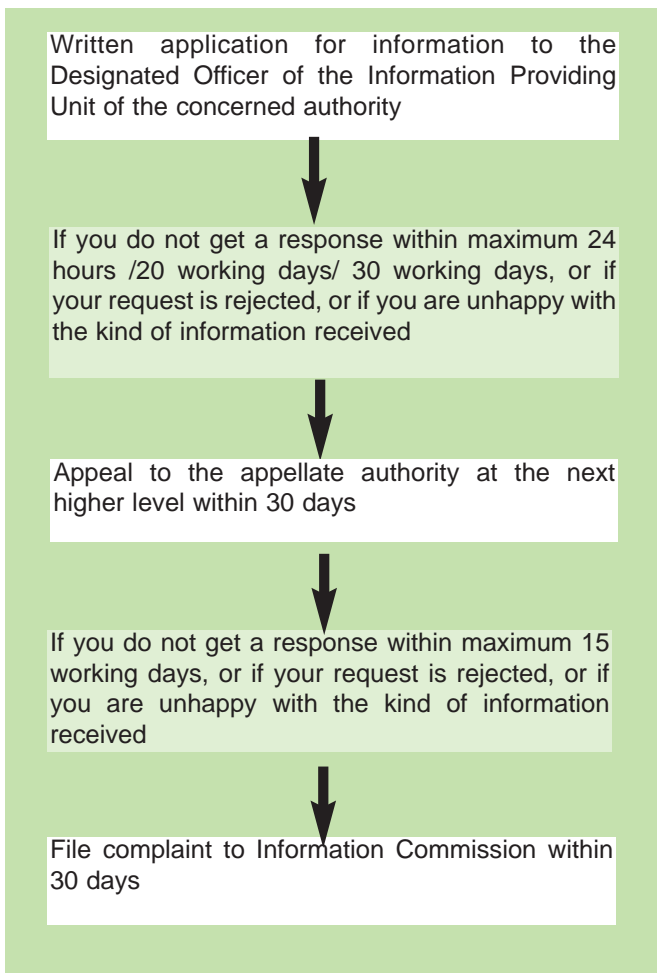 Written application for information to the
Designated Officer of the Information Providing
Unit of the concerned authority
If you do not get a response within maximum 24
hours /20 working days/ 30 working days, or if
your request is rejected, or if you are unhappy with
the kind of information received
Appeal to the appellate authority at the next
higher level within 30 days
If you do not get a response within maximum 15
working days, or if your request is rejected, or if
you are unhappy with the kind of information
received
File complaint to Information Commission within
30 days